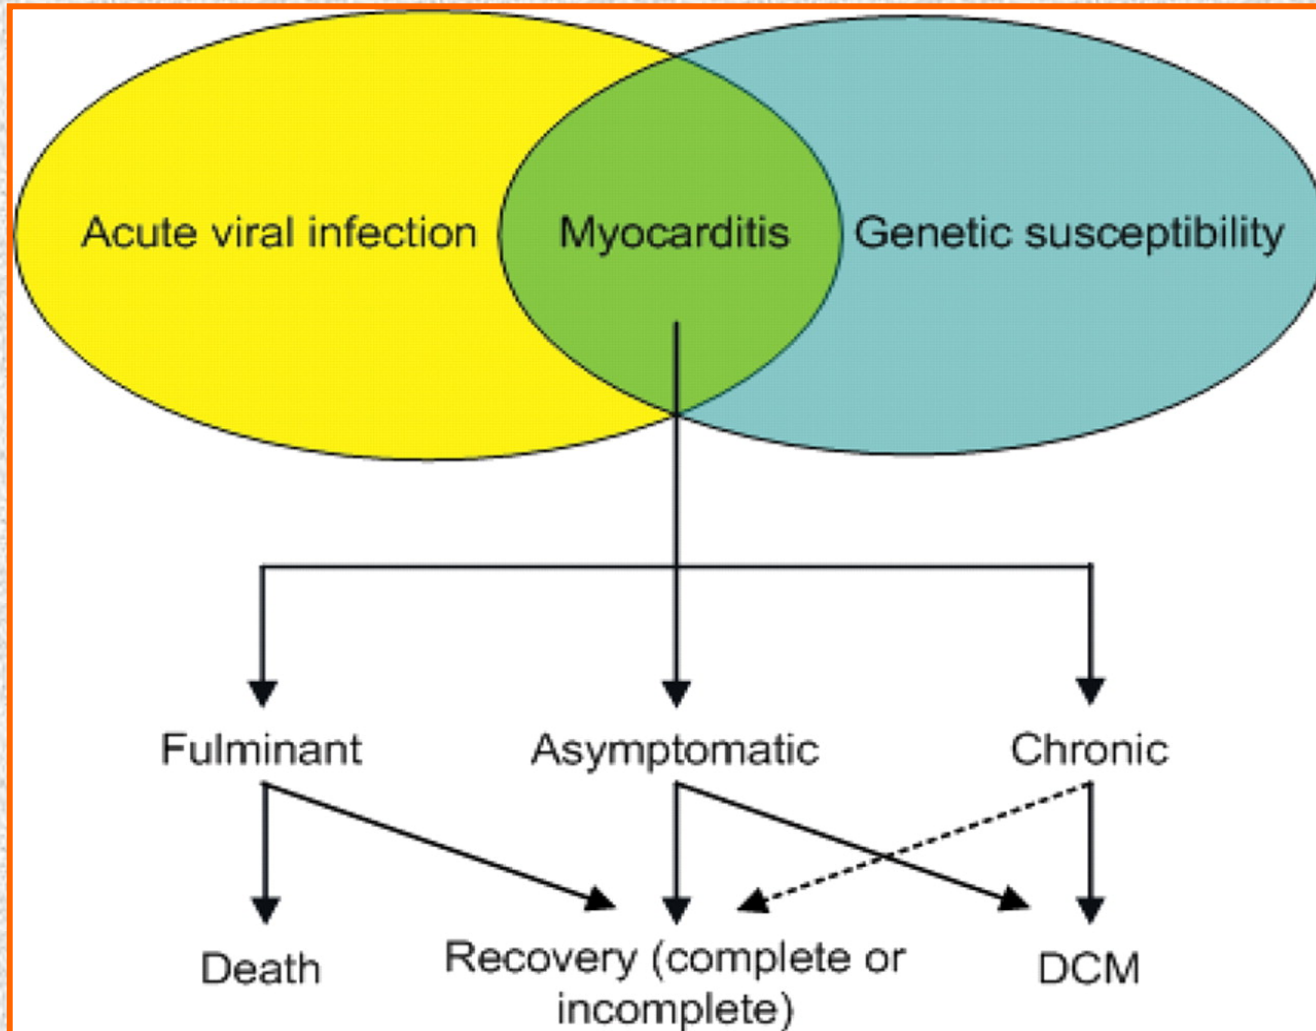 Acute viral infection
Myocarditis
Genetic susceptibility
Fulminant
Asymptomatic
Chronic
Death
Recovery (complete or
incomplete)
DCM